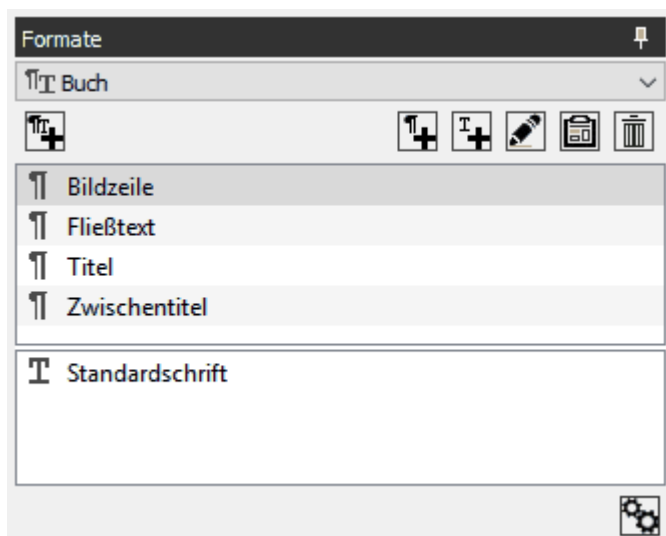 Formate
Buch
Bildzeile
Fließtext
Titel
Zwischentitel
Standardschrift